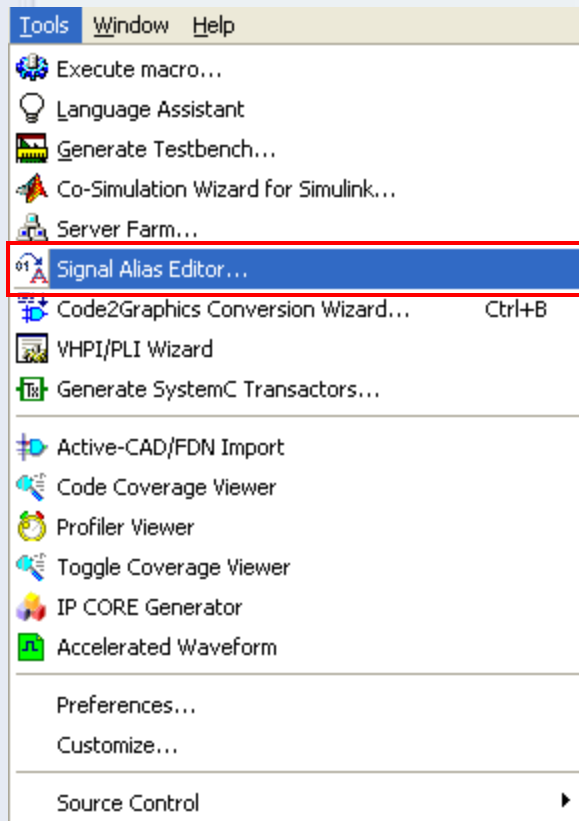 Tools Window Help
Execute macro...
Language Assistant
Generate Testbench...
Co-Simulation Wizard for Simulink...
Server Farm...
Signal Alias Editor...
Code2Graphics Conversion Wizard... Ctrl+B
VHPI/PLI Wizard
Generate SystemC Transactors...
Active-CAD/FDN Import
Code Coverage Viewer
Profiler Viewer
Toggle Coverage Viewer
IP CORE Generator
Accelerated Waveform
Preferences...
Customize...
Source Control